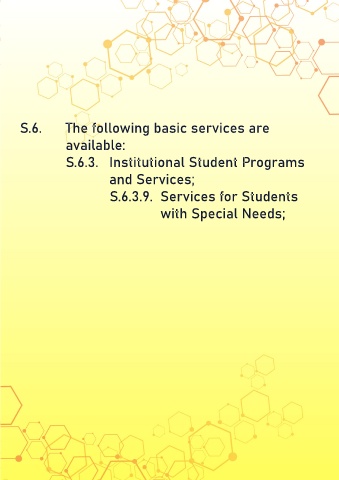 S.6. The following basic services are
available:
S.6.3. Institutional Student Programs
and Services;
S.6.3.9. Services for Students
with Special Needs;